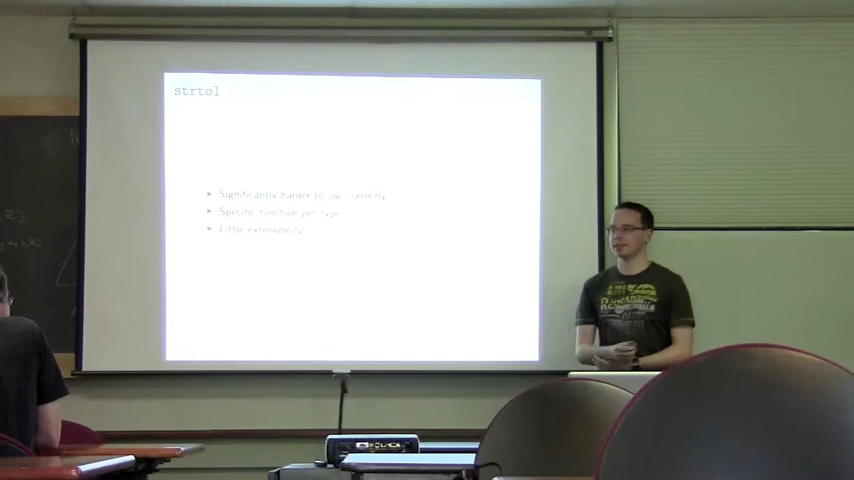 strtol
▸ Significantly harder to use correctly
▸ Specific function per type
▸ Little extensibility